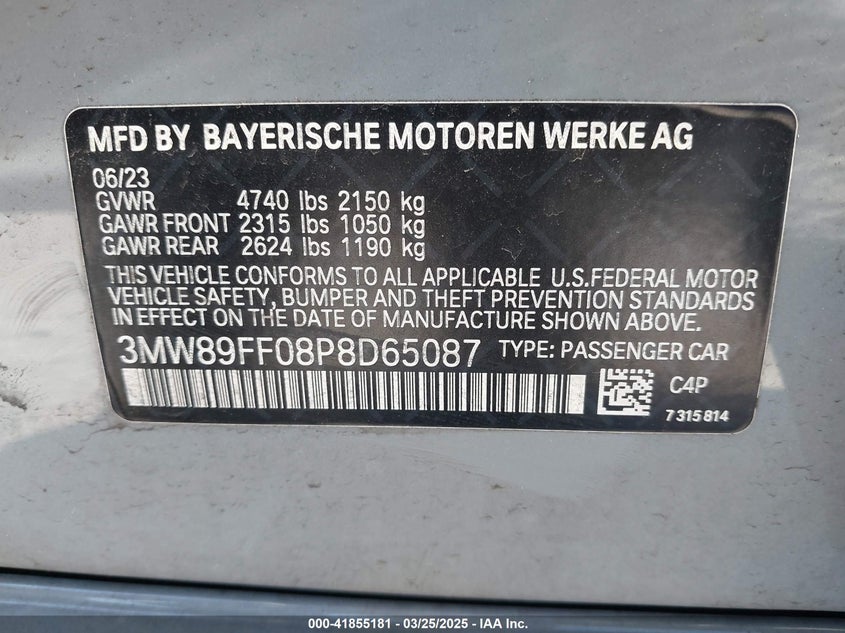 MFD BY BAYERISCHE MOTOREN WERKE AG
06/23
GVWR 4740 lbs 2150 kg
GAWR FRONT 2315 lbs 1050 kg
GAWR REAR 2624 lbs 1190 kg
THIS VEHICLE CONFORMS TO ALL APPLICABLE U.S.FEDERAL MOTOR
VEHICLE SAFETY, BUMPER AND THEFT PREVENTION STANDARDS
IN EFFECT ON THE DATE OF MANUFACTURE SHOWN ABOVE.
3MW89FF08P8D65087 TYPE: PASSENGER CAR
C4P
7315814
000-41855181 - 03/25/2025 - IAA Inc.